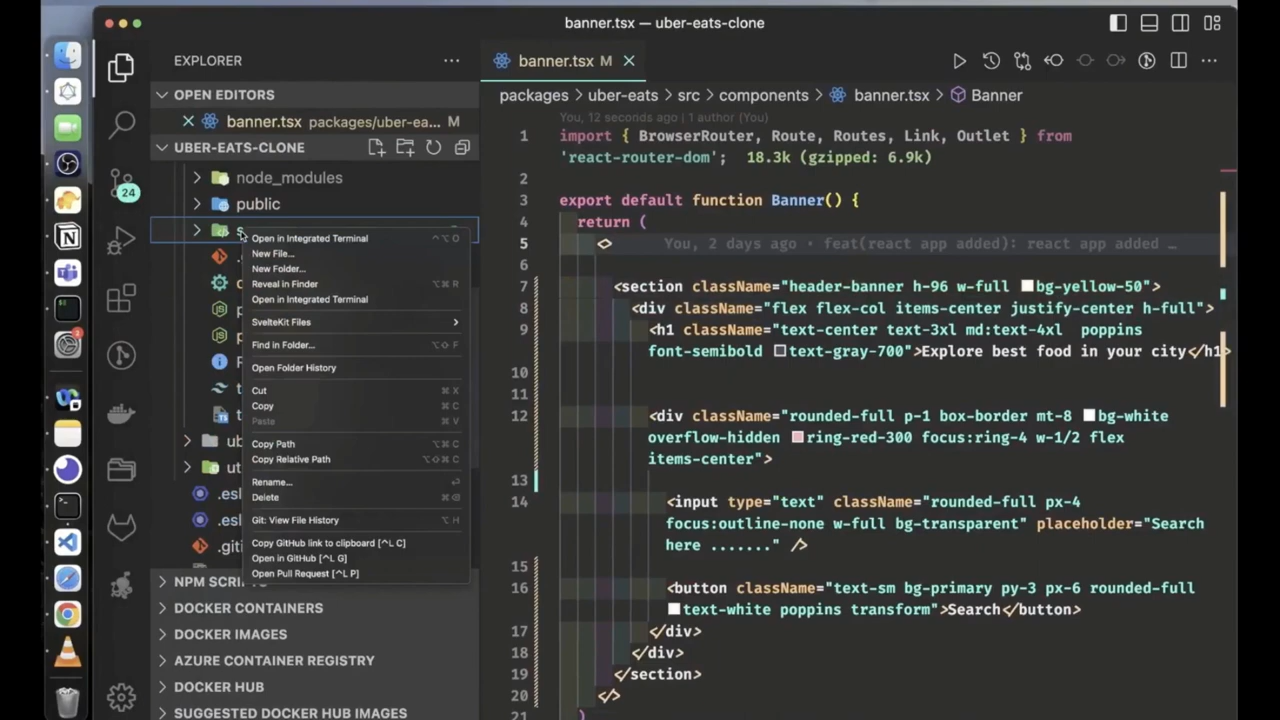 banner.tsx — uber-eats-clone
EXPLORER
banner.tsx M
OPEN EDITORS
banner.tsx packages/uber-ea... M
UBER-EATS-CLONE
node_modules
public
ub
ut
.esl
.esl
.giti
NPM SCRI
DOCKER CONTAINERS
DOCKER IMAGES
AZURE CONTAINER REGISTRY
DOCKER HUB
SUGGESTED DOCKER HUB IMAGES
24
2
Open in Integrated Terminal ⌃⌥O
New File...
New Folder...
Reveal in Finder ⌥⌘R
Open in Integrated Terminal
SvelteKit Files
Find in Folder... ⌥⇧F
Open Folder History
Cut ⌘X
Copy ⌘C
Paste ⌘V
Copy Path ⌥⌘C
Copy Relative Path ⌥⇧⌘C
Rename...
Delete ⌘⌫
Git: View File History ⌥H
Copy GitHub link to clipboard [^L C]
Open in GitHub [^L G]
Open Pull Request [^L P]
packages > uber-eats > src > components > banner.tsx > Banner
You, 12 seconds ago | 1 author (You)
1 import { BrowserRouter, Route, Routes, Link, Outlet } from
'react-router-dom'; 18.3k (gzipped: 6.9k)
2
3 export default function Banner() {
4 return (
5 <> You, 2 days ago • feat(react app added): react app added …
6
7 <section className="header-banner h-96 w-full bg-yellow-50">
8 <div className="flex flex-col items-center justify-center h-full">
9 <h1 className="text-center text-3xl md:text-4xl poppins
font-semibold text-gray-700">Explore best food in your city</h1>
10
11
12 <div className="rounded-full p-1 box-border mt-8 bg-white
overflow-hidden ring-red-300 focus:ring-4 w-1/2 flex
items-center">
13
14 <input type="text" className="rounded-full px-4
focus:outline-none w-full bg-transparent" placeholder="Search
here ......." />
15
16 <button className="text-sm bg-primary py-3 px-6 rounded-full
text-white poppins transform">Search</button>
17 </div>
18 </div>
19 </section>
20 </>
21 )